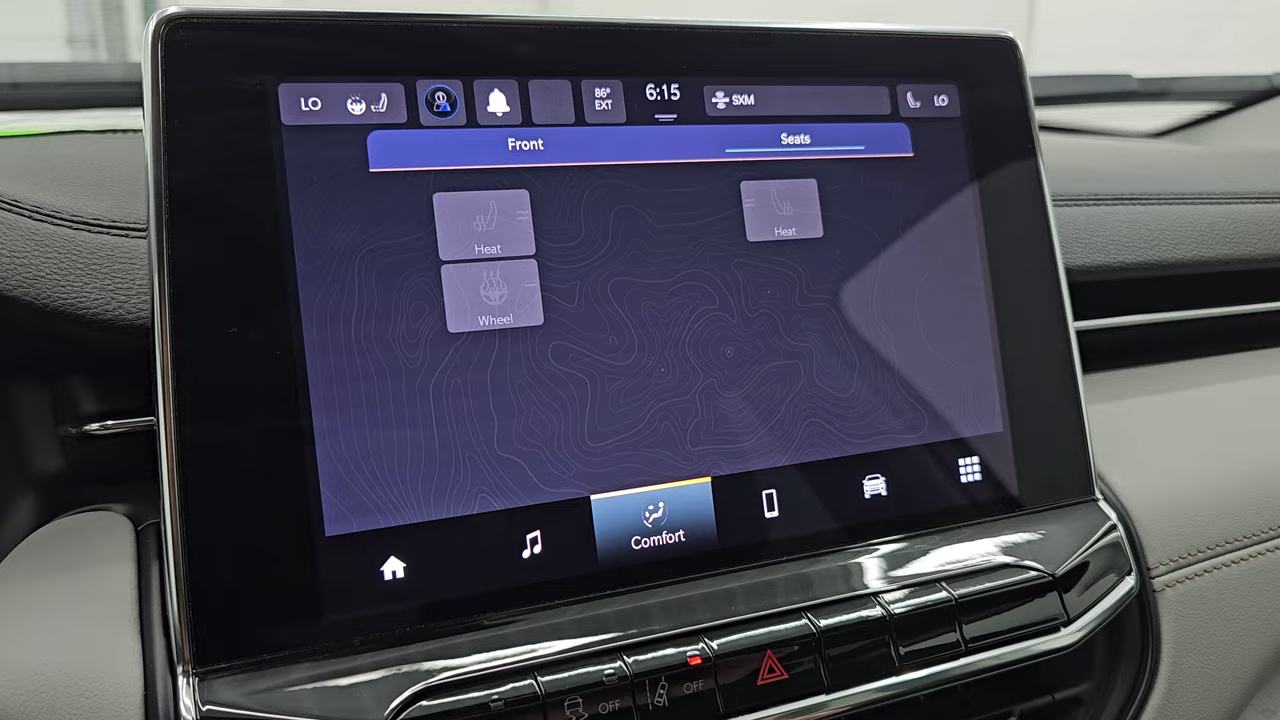 LO
86°
EXT
6:15
SXM
LO
Front
Seats
Heat
Heat
Wheel
Comfort
OFF
OFF